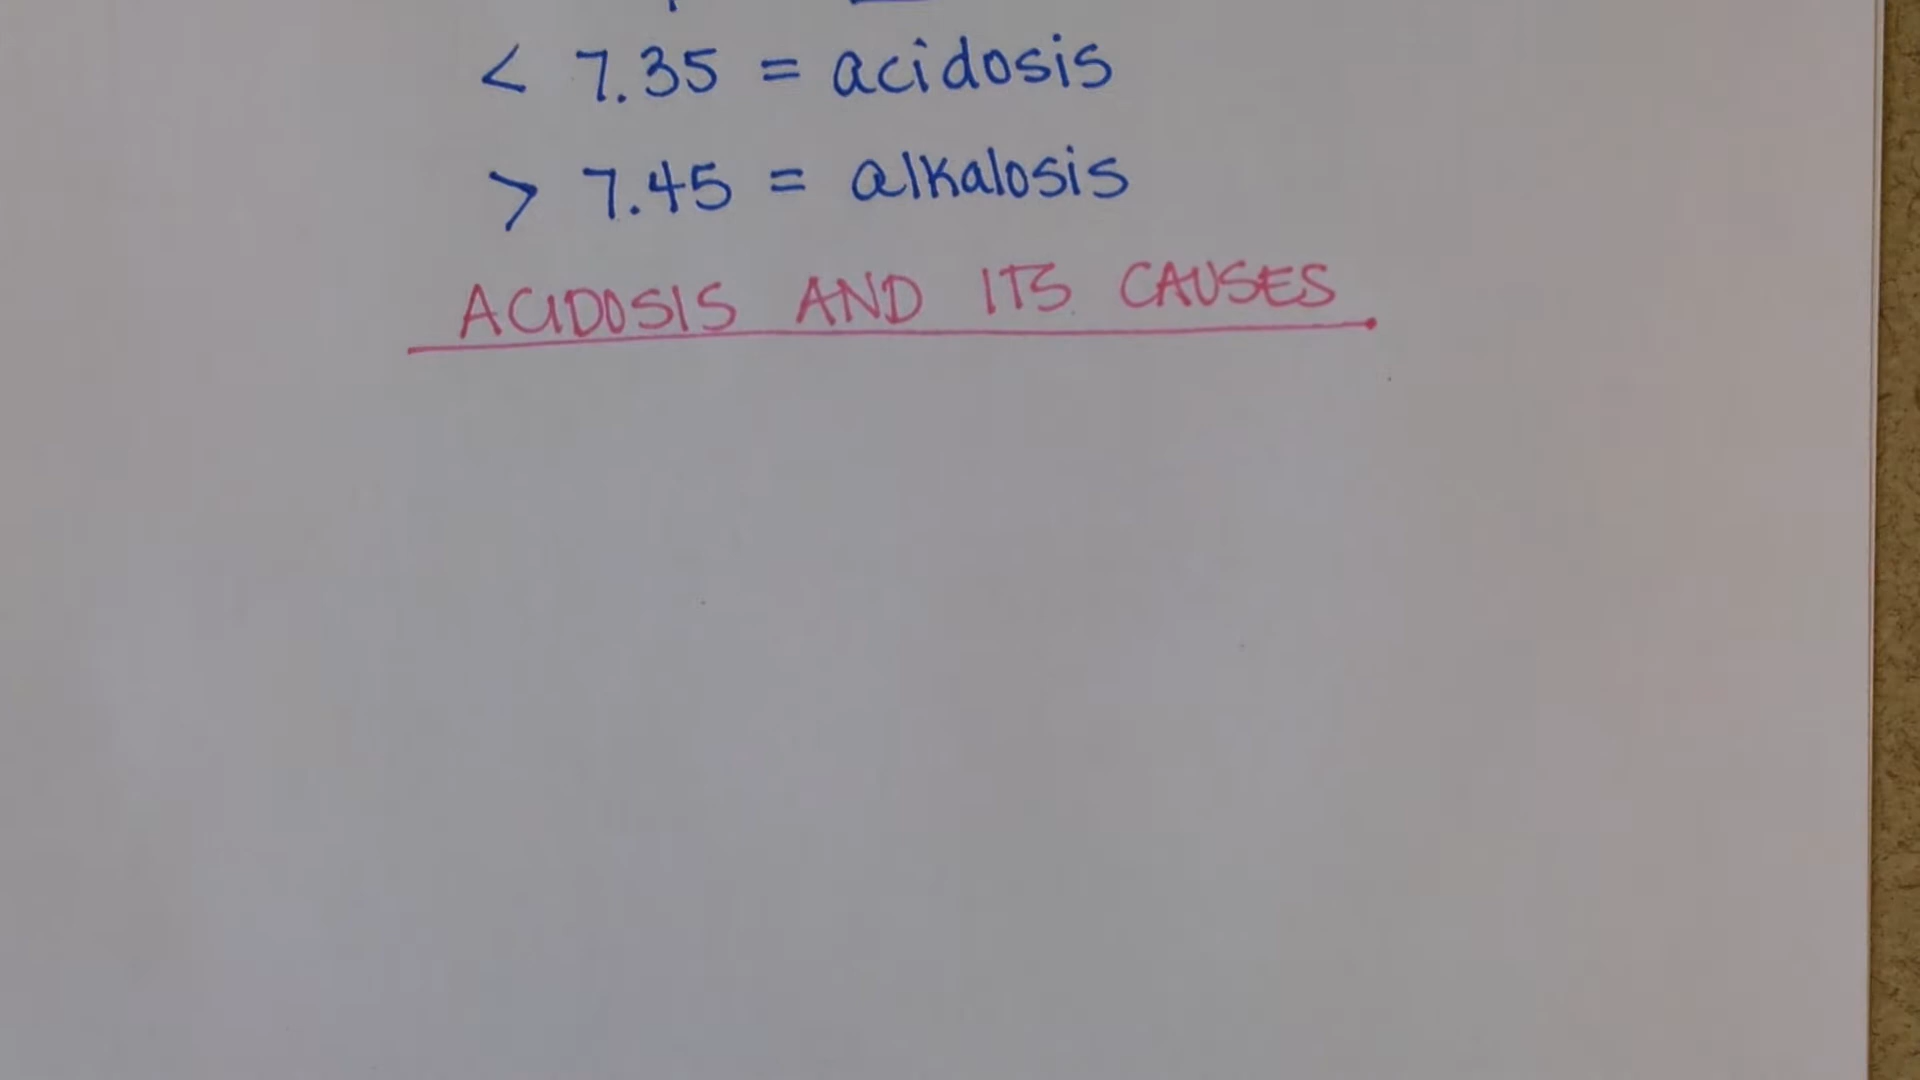 < 7.35 = acidosis
> 7.45 = alkalosis
ACIDOSIS AND ITS CAUSES